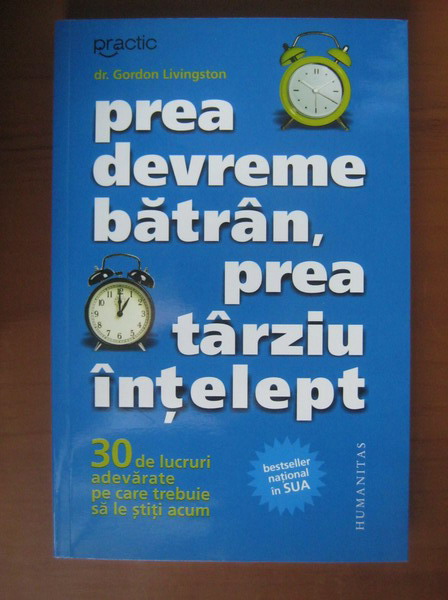 practic
dr. Gordon Livingston
prea
devreme
bătrân,
prea
târziu
înțelept
30 de lucruri
adevărate
pe care trebuie
să le știți acum
bestseller
național
în SUA
HUMANITAS